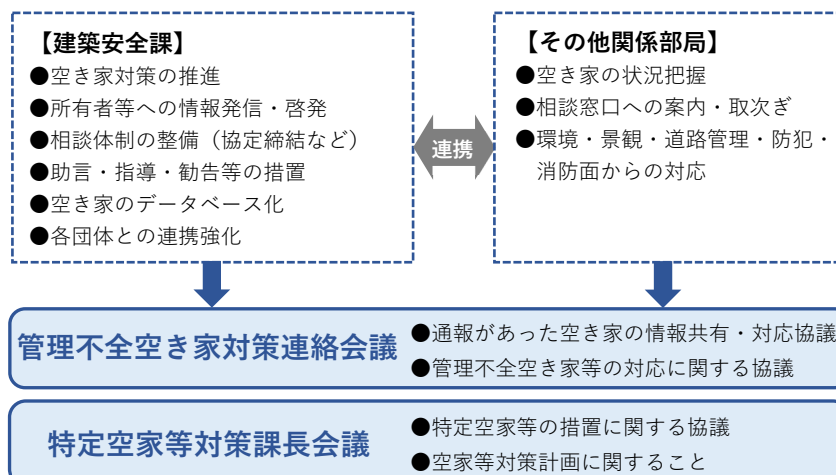 【建築安全課】
●空き家対策の推進
●所有者等への情報発信・啓発
●相談体制の整備（協定締結など）
●助言・指導・勧告等の措置
●空き家のデータベース化
●各団体との連携強化
連携
【その他関係部局】
●空き家の状況把握
●相談窓口への案内・取次ぎ
●環境・景観・道路管理・防犯・
消防面からの対応
管理不全空き家対策連絡会議
●通報があった空き家の情報共有・対応協議
●管理不全空き家等の対応に関する協議
特定空家等対策課長会議
●特定空家等の措置に関する協議
●空家等対策計画に関すること